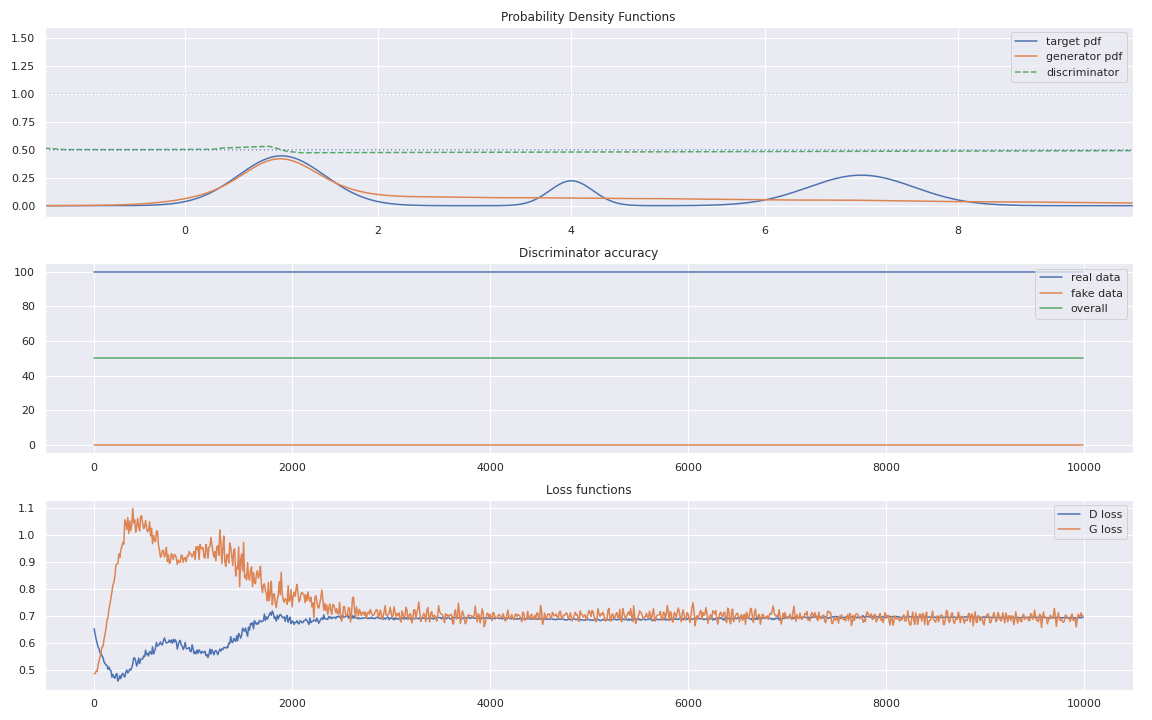 Probability Density Functions
1.50
1.25
1.00
0.75
0.50
0.25
0.00
target pdf
generator pdf
discriminator
0 2 4 6 8
Discriminator accuracy
100
80
60
40
20
0
real data
fake data
overall
0 2000 4000 6000 8000 10000
Loss functions
1.1
1.0
0.9
0.8
0.7
0.6
0.5
D loss
G loss
0 2000 4000 6000 8000 10000